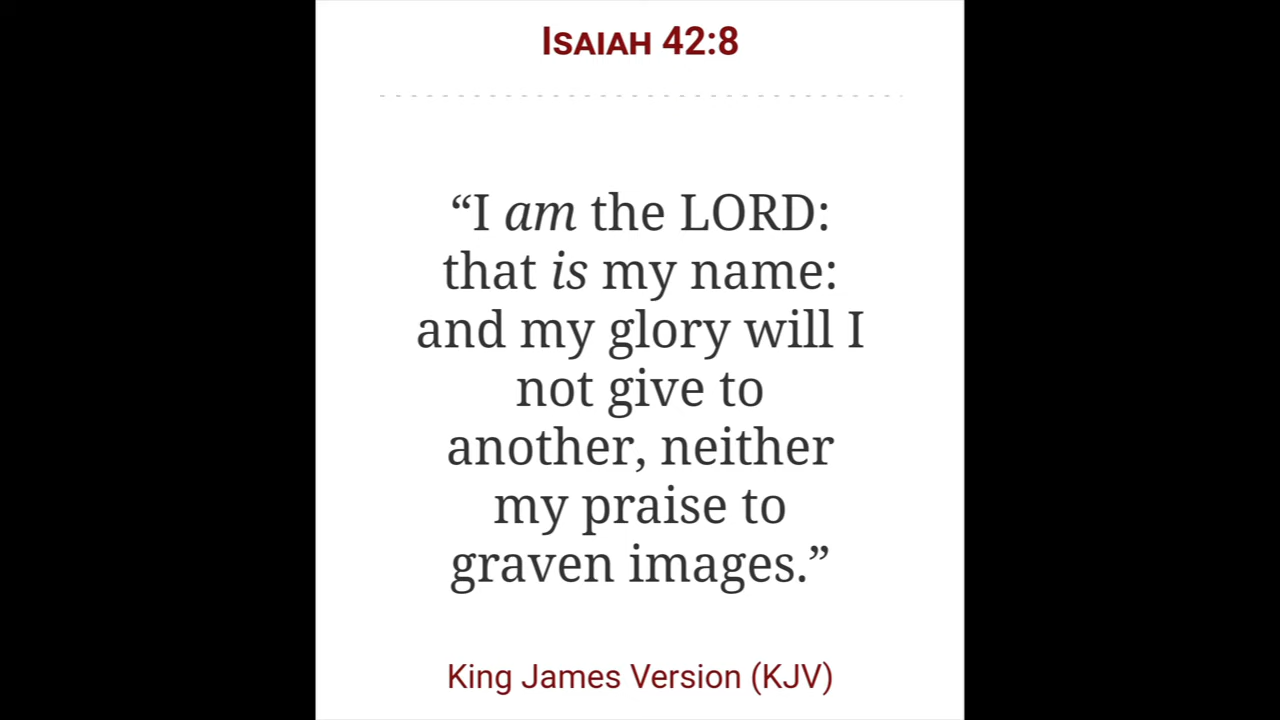 Isaiah 42:8
“I am the LORD:
that is my name:
and my glory will I
not give to
another, neither
my praise to
graven images.”
King James Version (KJV)